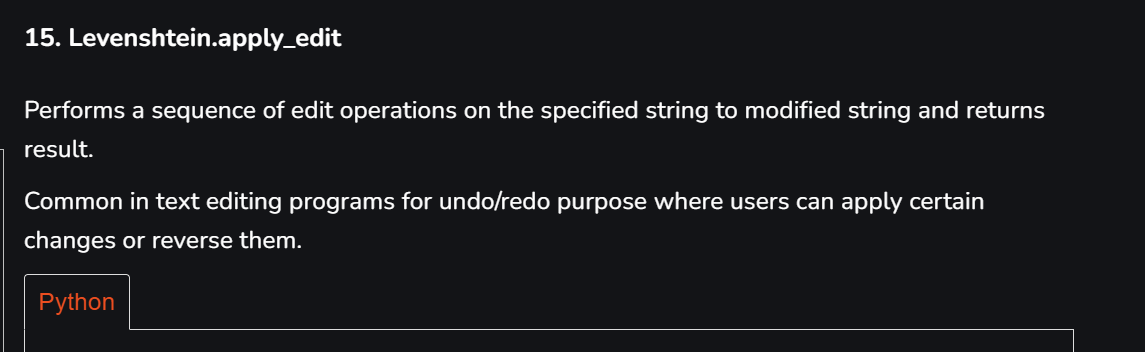 15. Levenshtein.apply_edit
Performs a sequence of edit operations on the specified string to modified string and returns
result.
Common in text editing programs for undo/redo purpose where users can apply certain
changes or reverse them.
Python